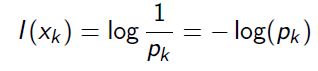 I(x_k) = log 1/p_k = − log(p_k)